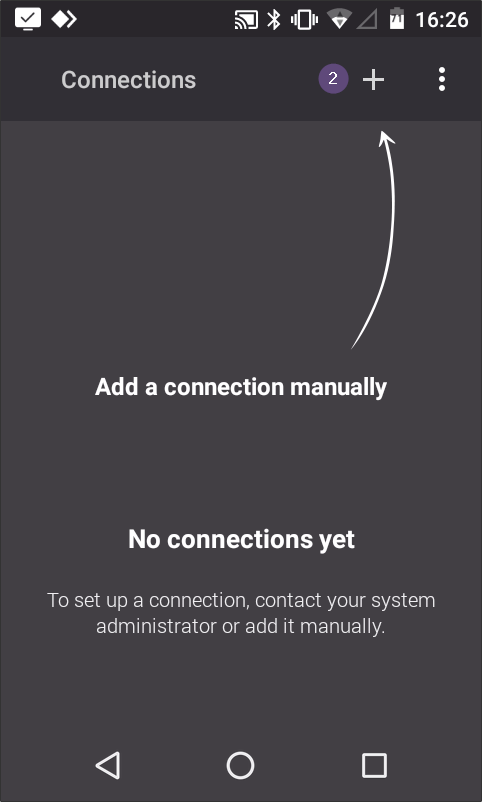 16:26
Connections
2
Add a connection manually
No connections yet
To set up a connection, contact your system
administrator or add it manually.